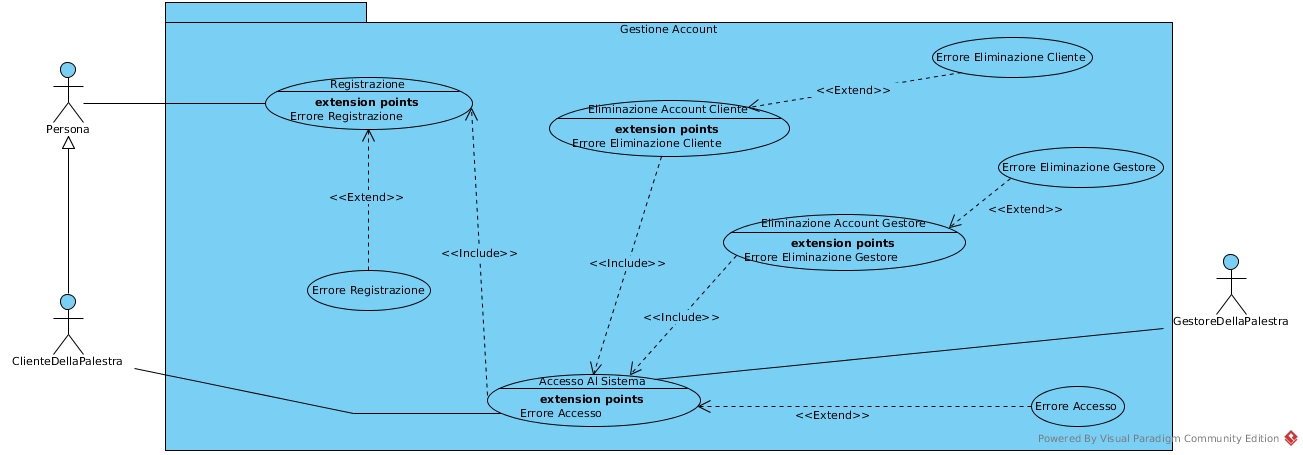 Gestione Account
Errore Eliminazione Cliente
<<Extend>>
Registrazione
extension points
Errore Registrazione
Eliminazione Account Cliente
extension points
Errore Eliminazione Cliente
Persona
Errore Eliminazione Gestore
<<Extend>>
<<Extend>>
Eliminazione Account Gestore
extension points
Errore Eliminazione Gestore
<<Include>>
<<Include>>
Errore Registrazione
<<Include>>
GestoreDellaPalestra
ClienteDellaPalestra
Accesso Al Sistema
extension points
Errore Accesso
<<Extend>>
Errore Accesso
Powered By Visual Paradigm Community Edition